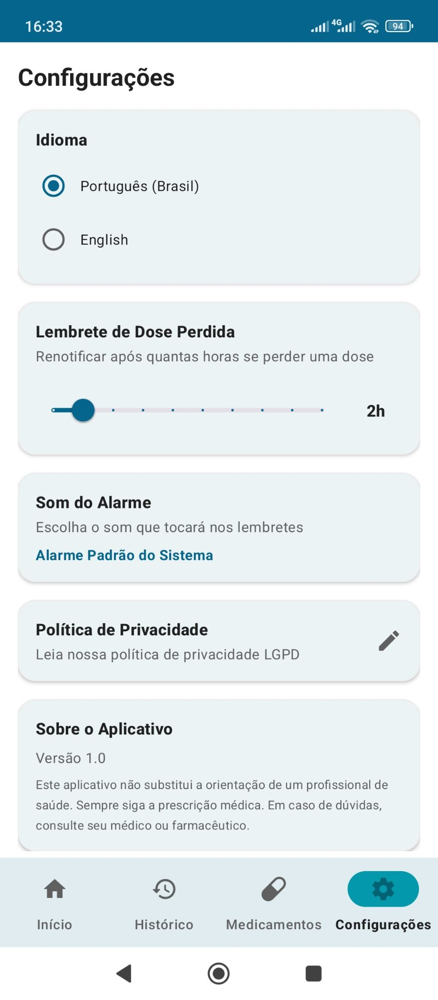 16:33
4G
94
Configurações
Idioma
Português (Brasil)
English
Lembrete de Dose Perdida
Renotificar após quantas horas se perder uma dose
2h
Som do Alarme
Escolha o som que tocará nos lembretes
Alarme Padrão do Sistema
Política de Privacidade
Leia nossa política de privacidade LGPD
Sobre o Aplicativo
Versão 1.0
Este aplicativo não substitui a orientação de um profissional de
saúde. Sempre siga a prescrição médica. Em caso de dúvidas,
consulte seu médico ou farmacêutico.
Início
Histórico
Medicamentos
Configurações